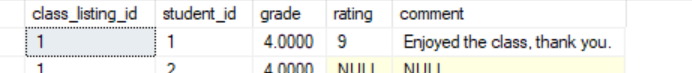 class_listing_id student_id grade rating comment
1 1 4.0000 9 Enjoyed the class, thank you.
1 2 4.0000 NULL NULL